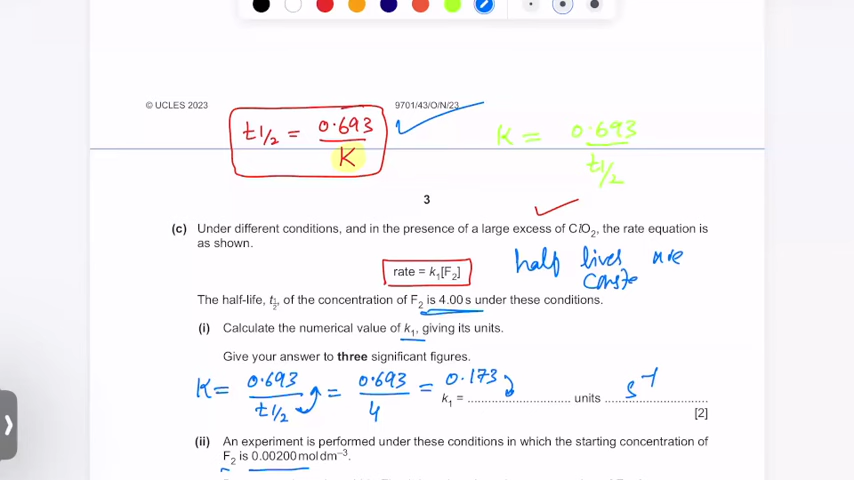 © UCLES 2023
9701/43/O/N/23
t1/2 = 0.693 / K
K = 0.693 / t1/2
3
(c) Under different conditions, and in the presence of a large excess of ClO2, the rate equation is
as shown.
half lives are
rate = k1[F2]
conste
The half-life, t1/2, of the concentration of F2 is 4.00 s under these conditions.
(i) Calculate the numerical value of k1, giving its units.
Give your answer to three significant figures.
K = 0.693 / t1/2 = 0.693 / 4 = 0.173
k1 = .................................... units s⁻¹ ....................................
[2]
(ii) An experiment is performed under these conditions in which the starting concentration of
F2 is 0.00200 mol dm⁻³.